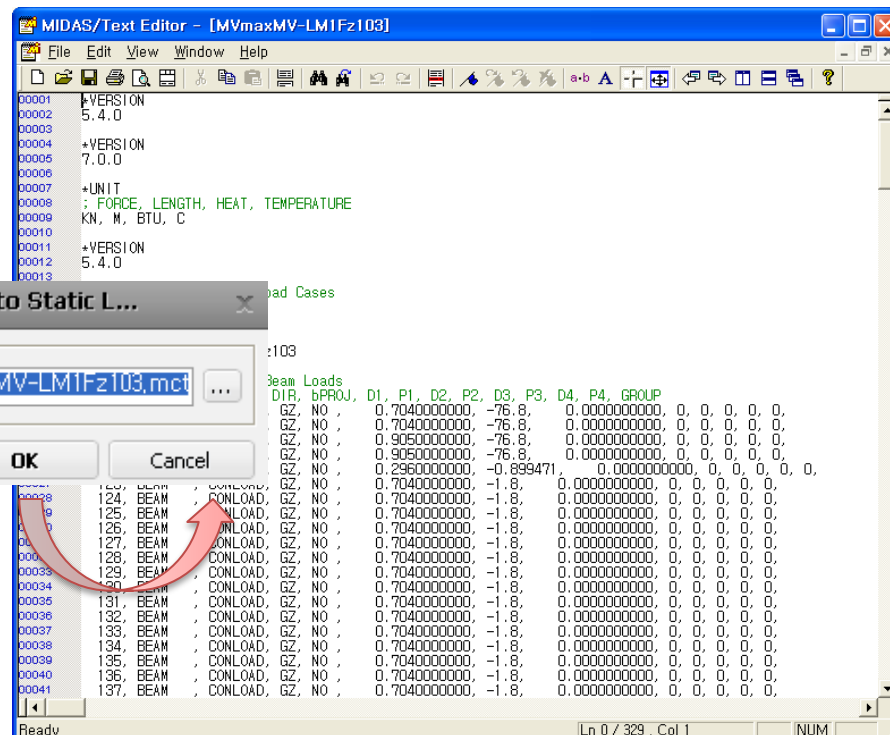 MIDAS/Text Editor - [MVmaxMV-LM1Fz103]
File Edit View Window Help
00001 *VERSION
00002 5.4.0
00003
00004 *VERSION
00005 7.0.0
00006
00007 *UNIT
00008 ; FORCE, LENGTH, HEAT, TEMPERATURE
00009 KN, M, BTU, C
00010
00011 *VERSION
00012 5.4.0
00013
oad Cases
to Static L...
z103
MV-LM1Fz103,mct ...
Beam Loads
DIR, bPROJ, D1, P1, D2, P2, D3, P3, D4, P4, GROUP
GZ, NO , 0.7040000000, -76.8, 0.0000000000, 0, 0, 0, 0, 0,
GZ, NO , 0.7040000000, -76.8, 0.0000000000, 0, 0, 0, 0, 0,
GZ, NO , 0.9050000000, -76.8, 0.0000000000, 0, 0, 0, 0, 0,
GZ, NO , 0.9050000000, -76.8, 0.0000000000, 0, 0, 0, 0, 0,
OK Cancel
GZ, NO , 0.2960000000, -0.899471, 0.0000000000, 0, 0, 0, 0, 0,
GZ, NO , 0.7040000000, -1.8, 0.0000000000, 0, 0, 0, 0, 0,
124, BEAM , CONLOAD, GZ, NO , 0.7040000000, -1.8, 0.0000000000, 0, 0, 0, 0, 0,
125, BEAM , GZ, NO , 0.7040000000, -1.8, 0.0000000000, 0, 0, 0, 0, 0,
126, BEAM , GZ, NO , 0.7040000000, -1.8, 0.0000000000, 0, 0, 0, 0, 0,
127, BEAM , CONLOAD, GZ, NO , 0.7040000000, -1.8, 0.0000000000, 0, 0, 0, 0, 0,
128, BEAM , CONLOAD, GZ, NO , 0.7040000000, -1.8, 0.0000000000, 0, 0, 0, 0, 0,
00033 129, BEAM , CONLOAD, GZ, NO , 0.7040000000, -1.8, 0.0000000000, 0, 0, 0, 0, 0,
00034 BEAM , CONLOAD, GZ, NO , 0.7040000000, -1.8, 0.0000000000, 0, 0, 0, 0, 0,
00035 131, BEAM , CONLOAD, GZ, NO , 0.7040000000, -1.8, 0.0000000000, 0, 0, 0, 0, 0,
00036 132, BEAM , CONLOAD, GZ, NO , 0.7040000000, -1.8, 0.0000000000, 0, 0, 0, 0, 0,
00037 133, BEAM , CONLOAD, GZ, NO , 0.7040000000, -1.8, 0.0000000000, 0, 0, 0, 0, 0,
00038 134, BEAM , CONLOAD, GZ, NO , 0.7040000000, -1.8, 0.0000000000, 0, 0, 0, 0, 0,
00039 135, BEAM , CONLOAD, GZ, NO , 0.7040000000, -1.8, 0.0000000000, 0, 0, 0, 0, 0,
00040 136, BEAM , CONLOAD, GZ, NO , 0.7040000000, -1.8, 0.0000000000, 0, 0, 0, 0, 0,
00041 137, BEAM , CONLOAD, GZ, NO , 0.7040000000, -1.8, 0.0000000000, 0, 0, 0, 0, 0,
Ready Ln 0 / 329 , Col 1 NUM